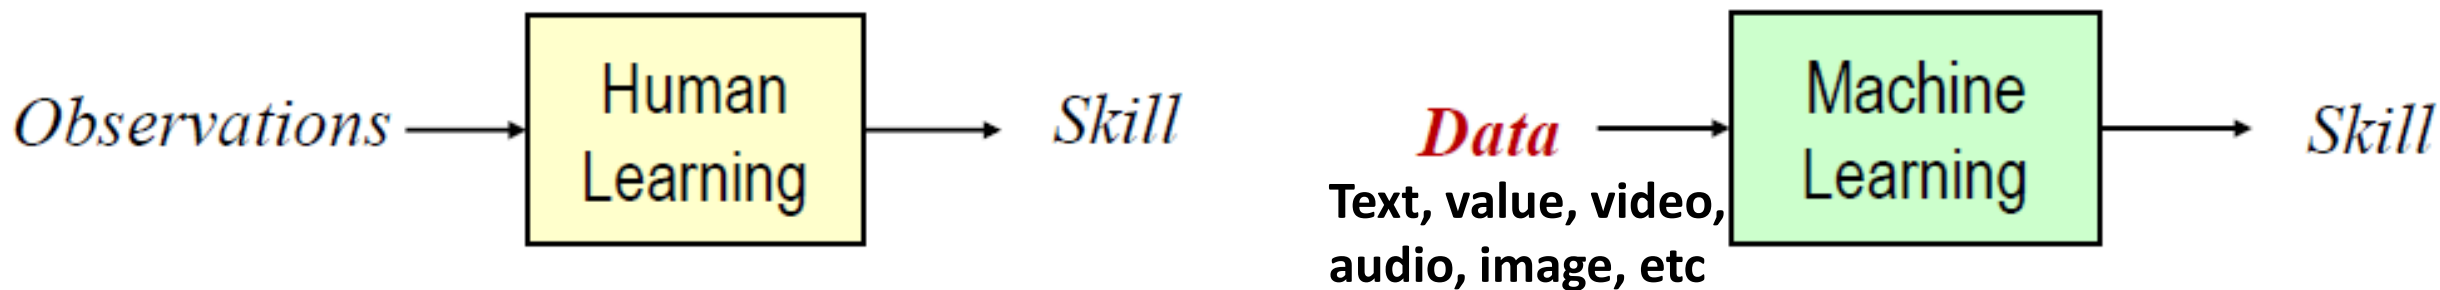 Observations
Human
Learning
Skill
Data
Text, value, video,
audio, image, etc
Machine
Learning
Skill